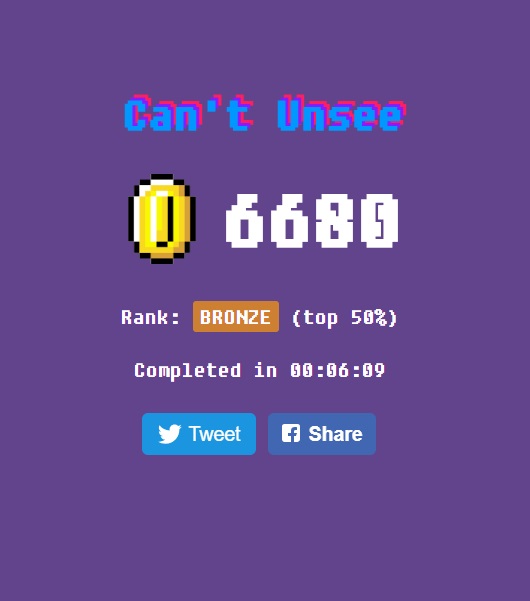 Can't Unsee
6680
Rank: BRONZE (top 50%)
Completed in 00:06:09
Tweet Share